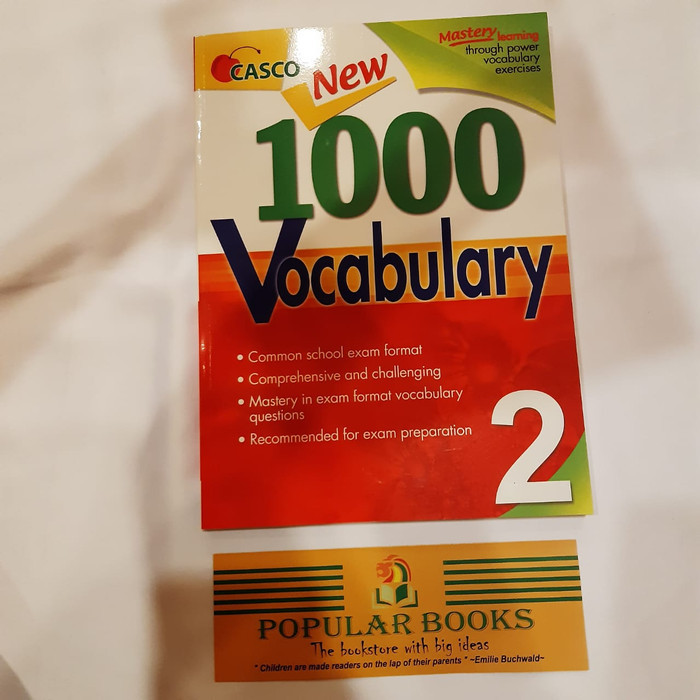 CASCO
New
Mastery learning
through power
vocabulary
exercises
1000
Vocabulary
• Common school exam format
• Comprehensive and challenging
• Mastery in exam format vocabulary
questions
• Recommended for exam preparation
2
POPULAR BOOKS
The bookstore with big ideas
" Children are made readers on the lap of their parents " ~Emilie Buchwald~